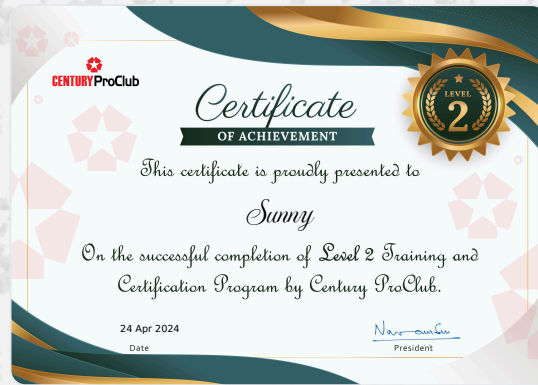 CENTURY ProClub
LEVEL
2
Certificate
OF ACHIEVEMENT
This certificate is proudly presented to
Sunny
On the successful completion of Level 2 Training and
Certification Program by Century ProClub.
24 Apr 2024
Date
President